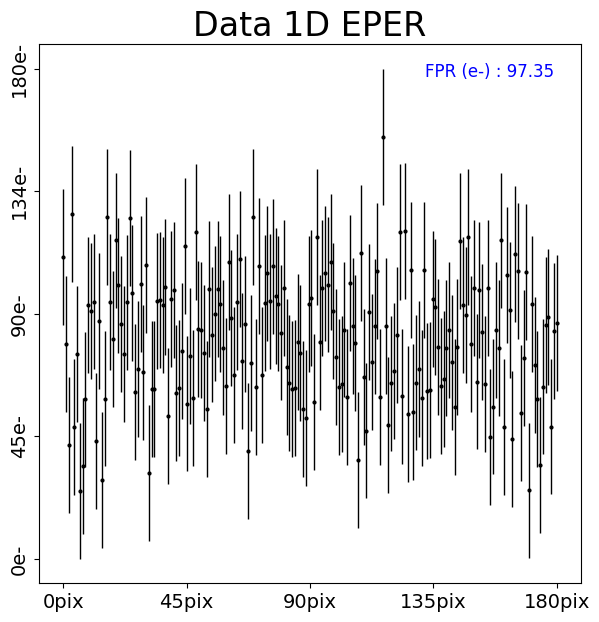 Data 1D EPER
FPR (e-) : 97.35
180e-
134e-
90e-
45e-
0e-
0pix 45pix 90pix 135pix 180pix